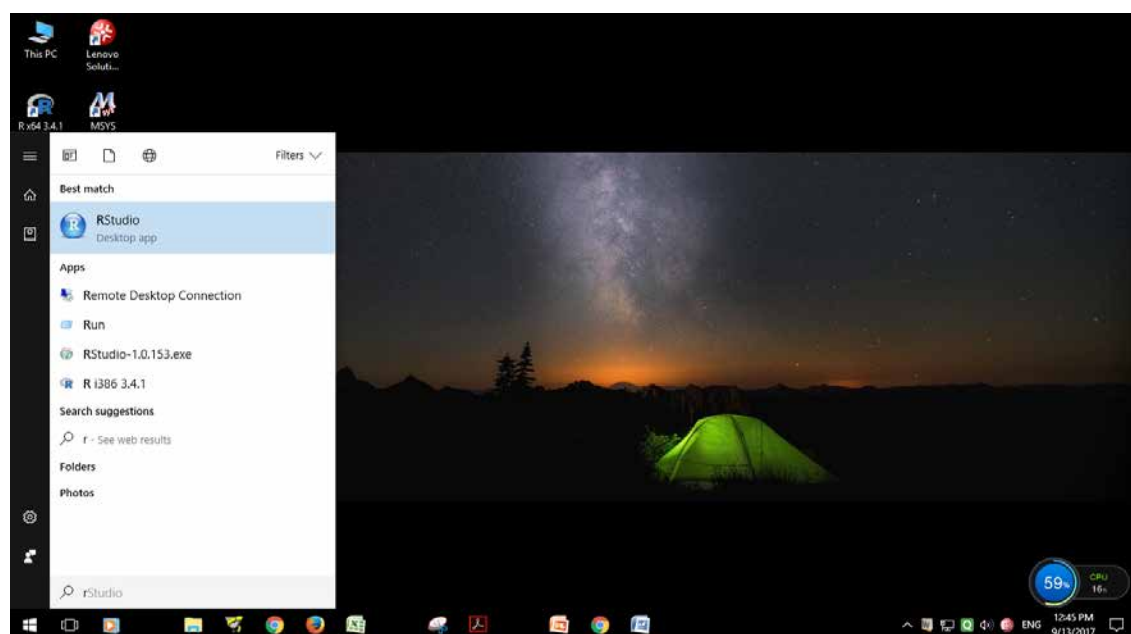 This PC
Lenovo
Soluti...
R x64 3.4.1
MSYS
Filters
Best match
RStudio
Desktop app
Apps
Remote Desktop Connection
Run
RStudio-1.0.153.exe
R i386 3.4.1
Search suggestions
r - See web results
Folders
Photos
rStudio
59%
CPU
ENG
12:45 PM
9/13/2017